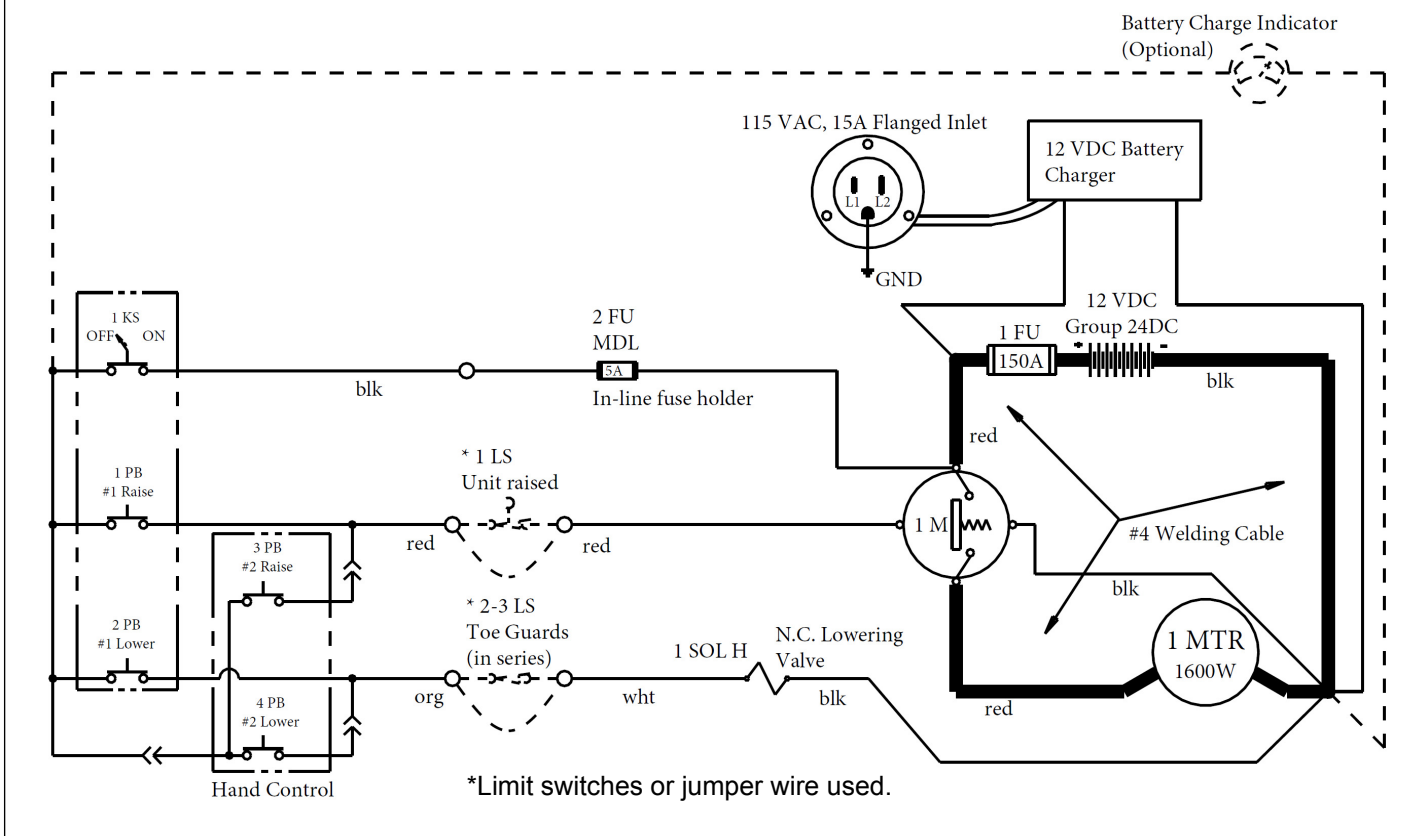 Battery Charge Indicator
(Optional)
115 VAC, 15A Flanged Inlet
12 VDC Battery
Charger
L1 L2
GND
12 VDC
Group 24DC
1 FU
+ -
150A
blk
1 KS
OFF ON
blk
2 FU
MDL
5A
In-line fuse holder
red
1 PB
#1 Raise
* 1 LS
Unit raised
red
red
1 M
#4 Welding Cable
3 PB
#2 Raise
blk
2 PB
#1 Lower
* 2-3 LS
Toe Guards
(in series)
1 SOL H
N.C. Lowering
Valve
1 MTR
1600W
org
wht
blk
red
4 PB
#2 Lower
Hand Control
*Limit switches or jumper wire used.